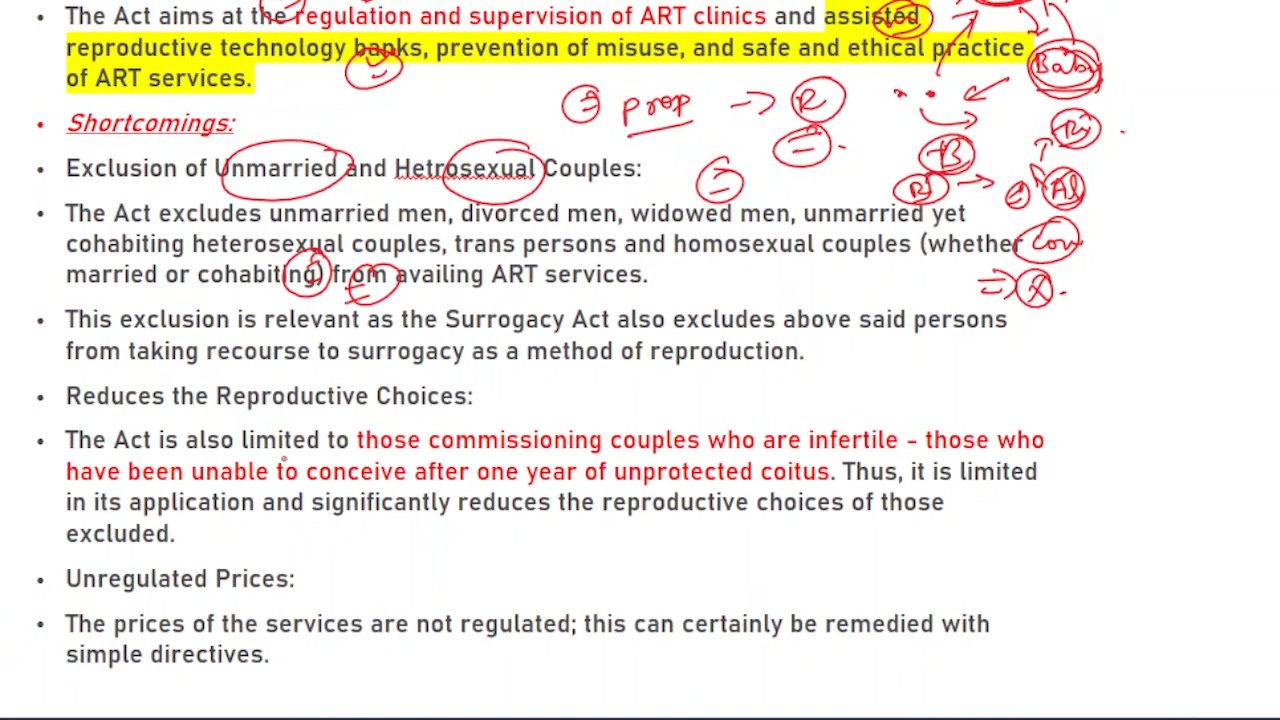 The Act aims at the regulation and supervision of ART clinics and assisted
reproductive technology banks, prevention of misuse, and safe and ethical practice
of ART services.
Baby
prop → R
Shortcomings:
Exclusion of Unmarried and Hetrosexual Couples:
+B
B
The Act excludes unmarried men, divorced men, widowed men, unmarried yet
cohabiting heterosexual couples, trans persons and homosexual couples (whether
married or cohabiting) from availing ART services.
This exclusion is relevant as the Surrogacy Act also excludes above said persons
from taking recourse to surrogacy as a method of reproduction.
Reduces the Reproductive Choices:
The Act is also limited to those commissioning couples who are infertile – those who
have been unable to conceive after one year of unprotected coitus. Thus, it is limited
in its application and significantly reduces the reproductive choices of those
excluded.
Unregulated Prices:
The prices of the services are not regulated; this can certainly be remedied with
simple directives.